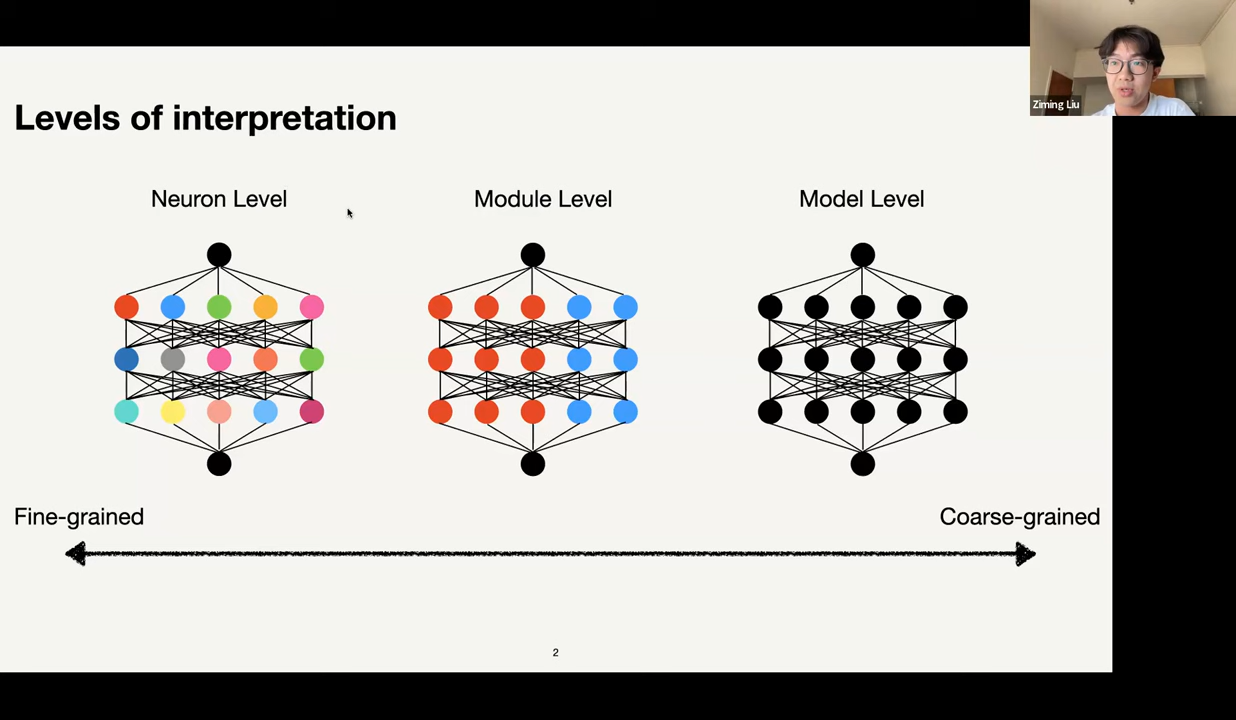 Ziming Liu
Levels of interpretation
Neuron Level
Module Level
Model Level
Fine-grained
Coarse-grained
2